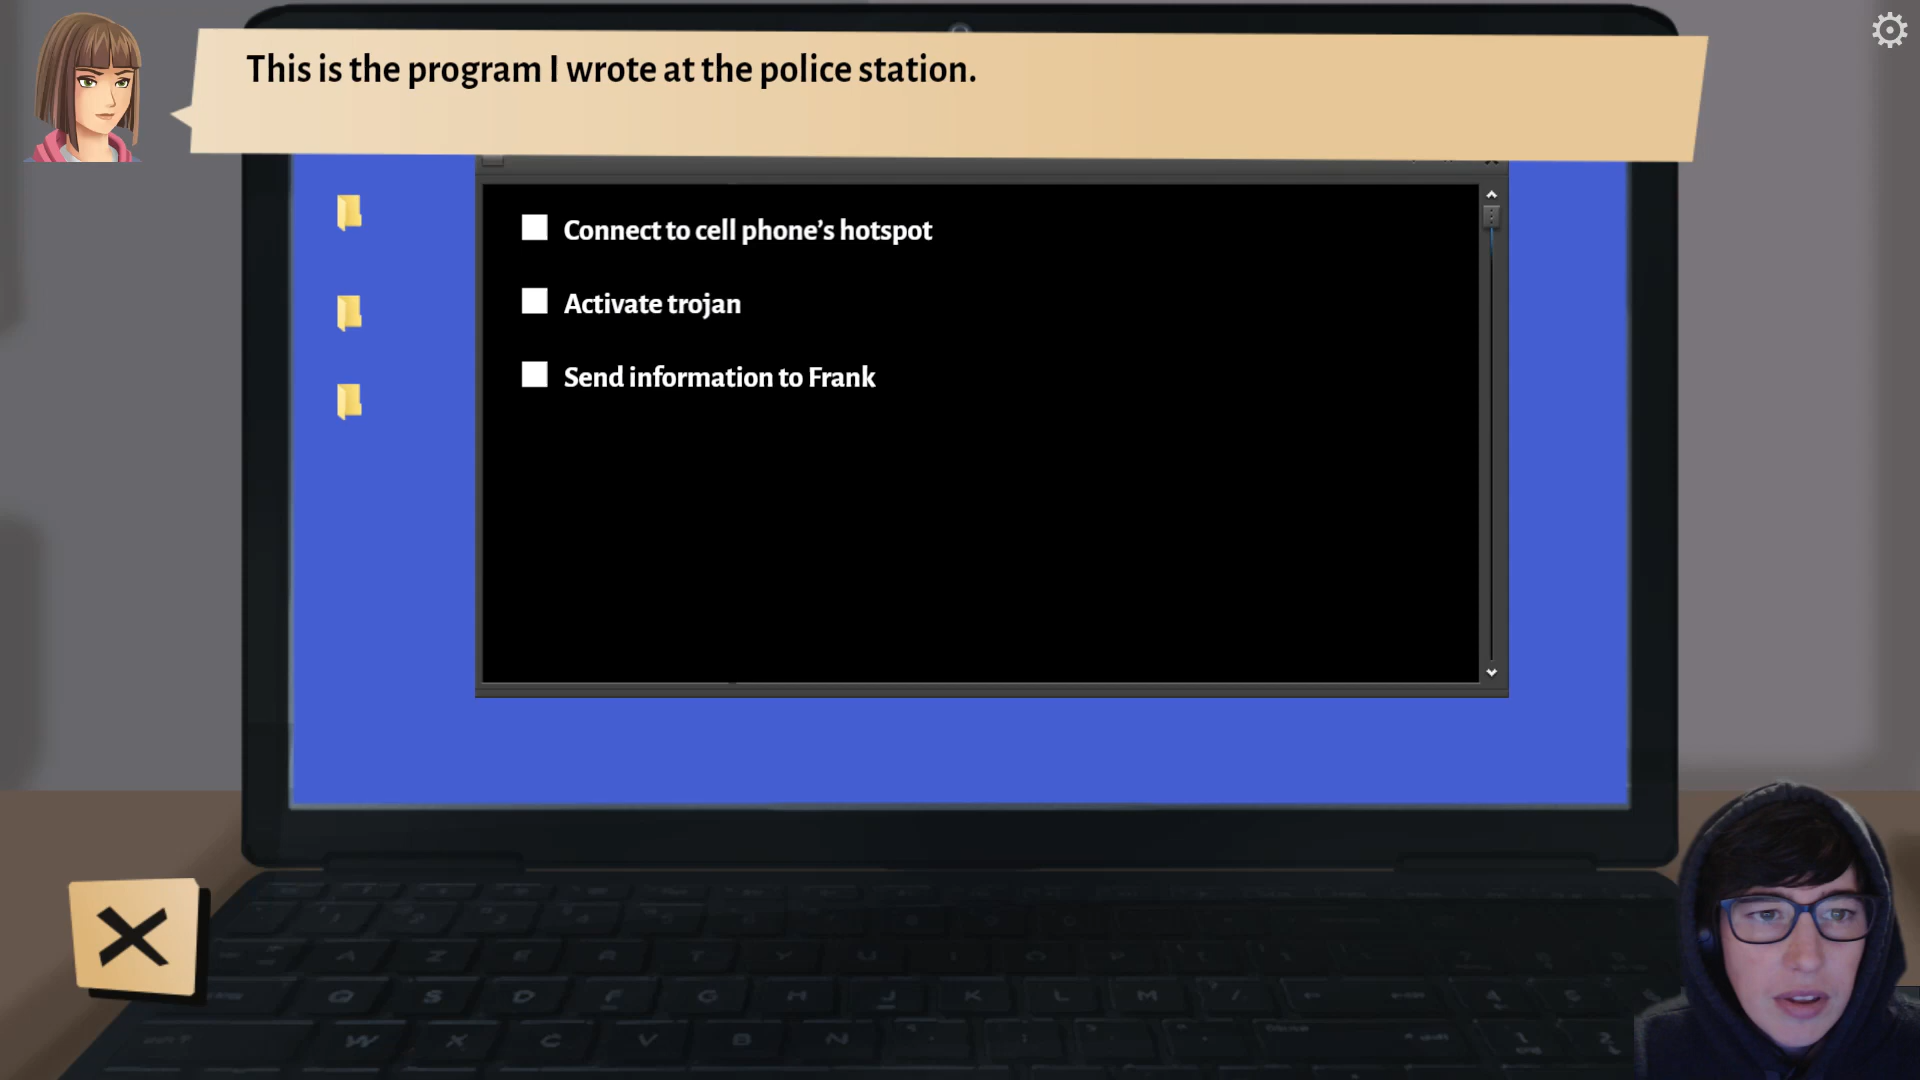 This is the program I wrote at the police station.
Connect to cell phone’s hotspot
Activate trojan
Send information to Frank